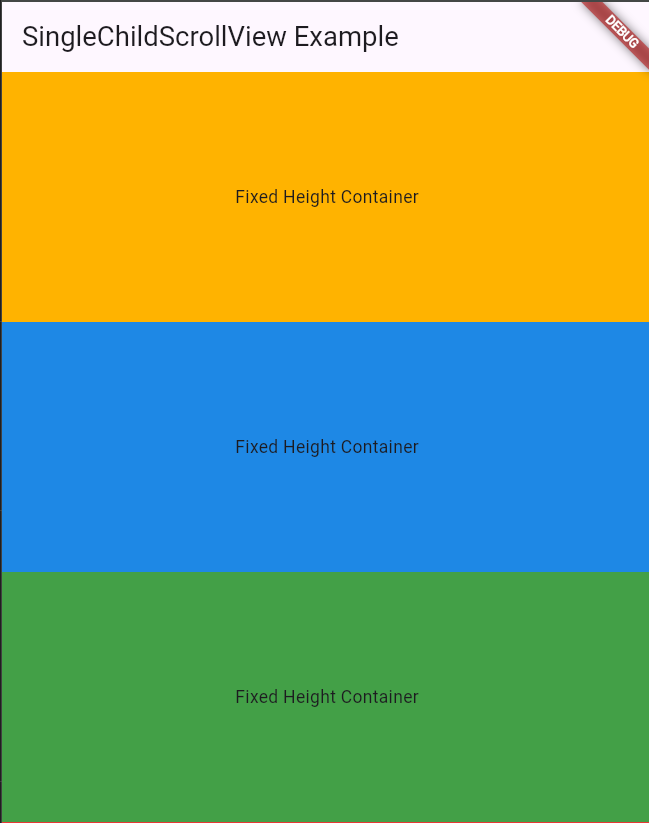 SingleChildScrollView Example
DEBUG
Fixed Height Container
Fixed Height Container
Fixed Height Container